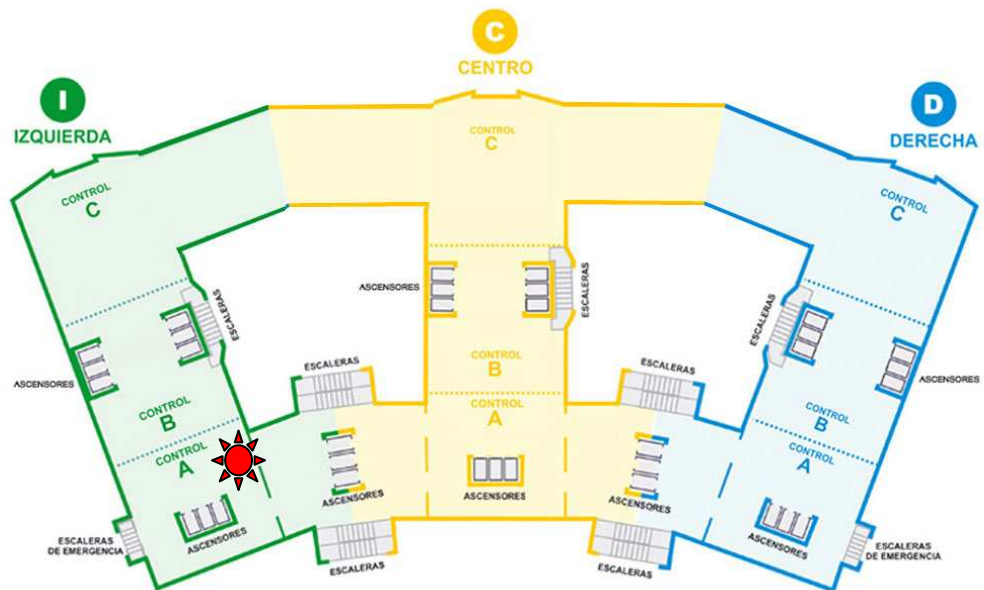 C
CENTRO
I
IZQUIERDA
D
DERECHA
CONTROL
C
CONTROL
C
CONTROL
C
ESCALERAS
ASCENSORES
ESCALERAS
ESCALERAS
ASCENSORES
CONTROL
B
ESCALERAS
ESCALERAS
ASCENSORES
CONTROL
B
CONTROL
A
CONTROL
B
CONTROL
A
CONTROL
A
ASCENSORES
ASCENSORES
ASCENSORES
ASCENSORES
ASCENSORES
ESCALERAS
DE EMERGENCIA
ESCALERAS
DE EMERGENCIA
ESCALERAS
ESCALERAS